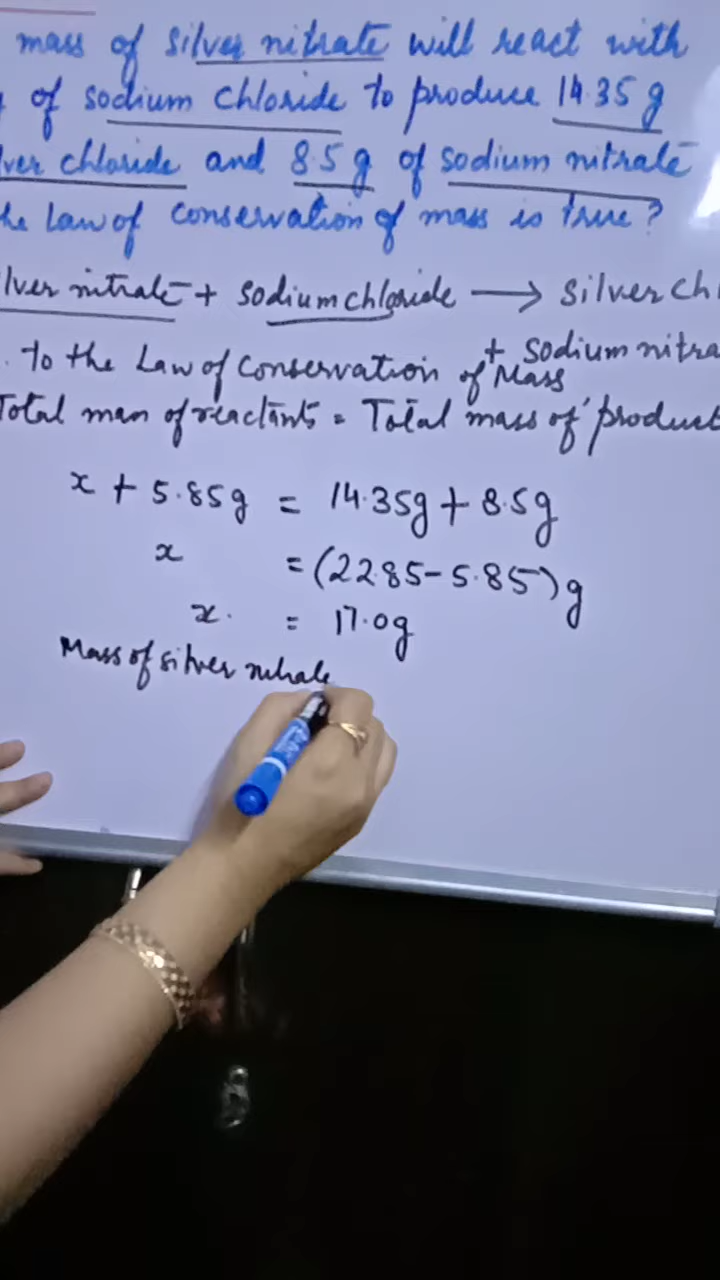 mass of silver nitrate will react with
of sodium chloride to produce 14.35 g
ver chloride and 8.5 g of sodium nitrate
he Law of conservation of mass is true?
lver nitrate + sodium chloride → Silver Ch
+ Sodium nitra
. To the Law of Conservation of Mass
Total mass of reactants = Total mass of product
x + 5.85g = 14.35g + 8.5g
x = (22.85 - 5.85) g
x. = 17.0g
Mass of silver nitrate